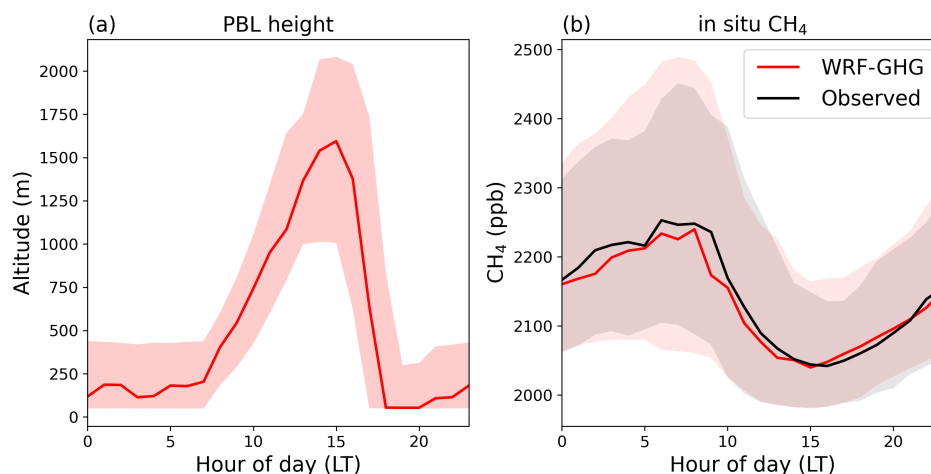 (a) PBL height
Altitude (m)
2000
1750
1500
1250
1000
750
500
250
0
0 5 10 15 20
Hour of day (LT)
(b) in situ CH₄
CH₄ (ppb)
2500
2400
2300
2200
2100
2000
WRF-GHG
Observed
0 5 10 15 20
Hour of day (LT)